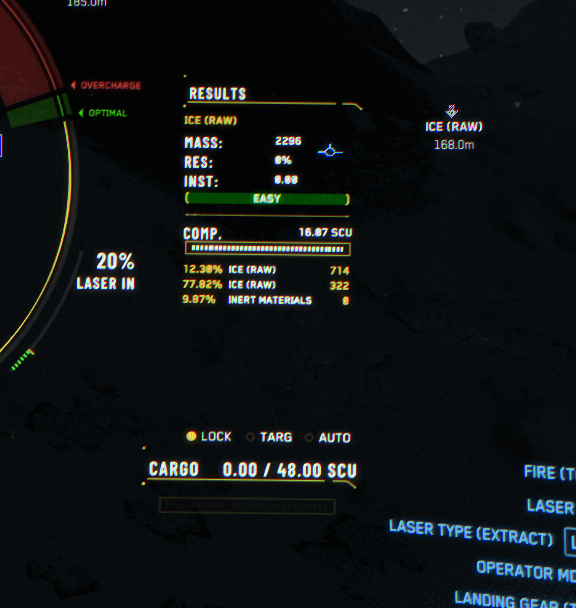 185.0m
OVERCHARGE
OPTIMAL
RESULTS
ICE (RAW)
MASS: 2296
RES: 0%
INST: 0.00
EASY
COMP. 16.07 SCU
12.30% ICE (RAW) 714
77.82% ICE (RAW) 322
9.87% INERT MATERIALS 0
ICE (RAW)
168.0m
20%
LASER IN
LOCK TARG AUTO
CARGO 0.00 / 48.00 SCU
FIRE (T
LASER
LASER TYPE (EXTRACT) L
OPERATOR MO
LANDING GEAR (T